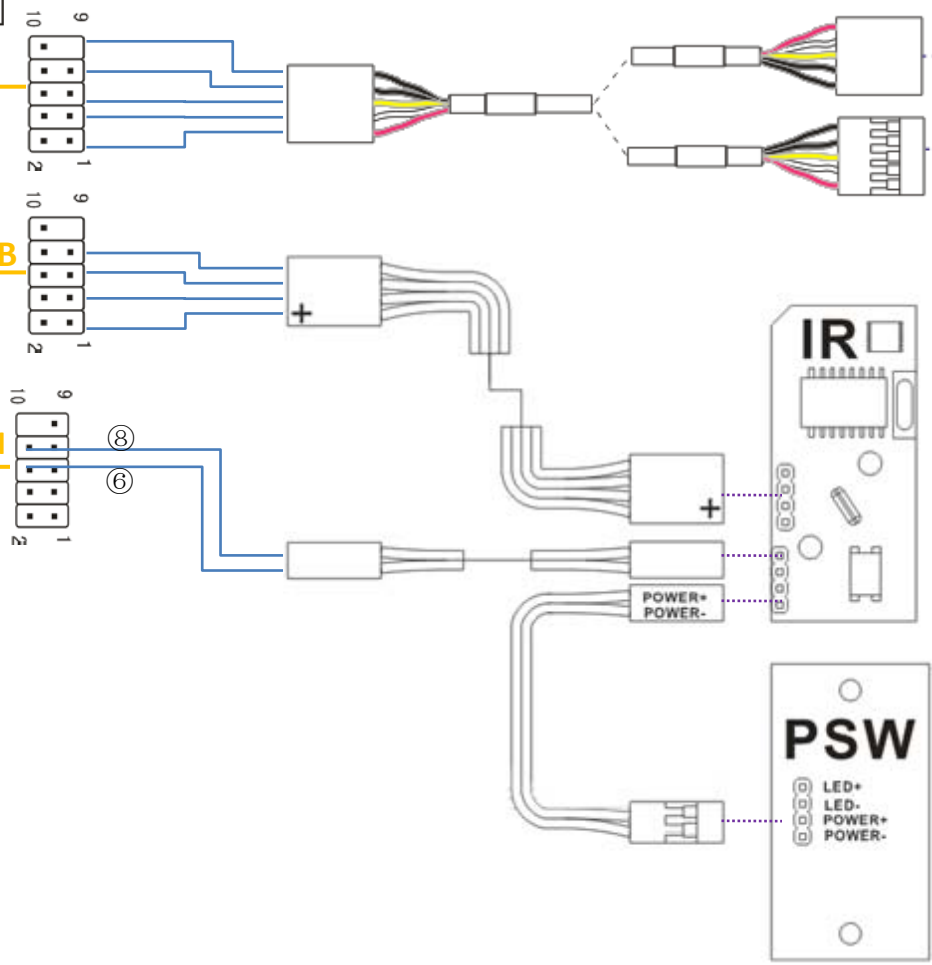 10 9
2 1
10 9
B
2 1
+
IR
10 9
⑧
⑥
+
2 1
POWER+
POWER-
PSW
LED+
LED-
POWER+
POWER-